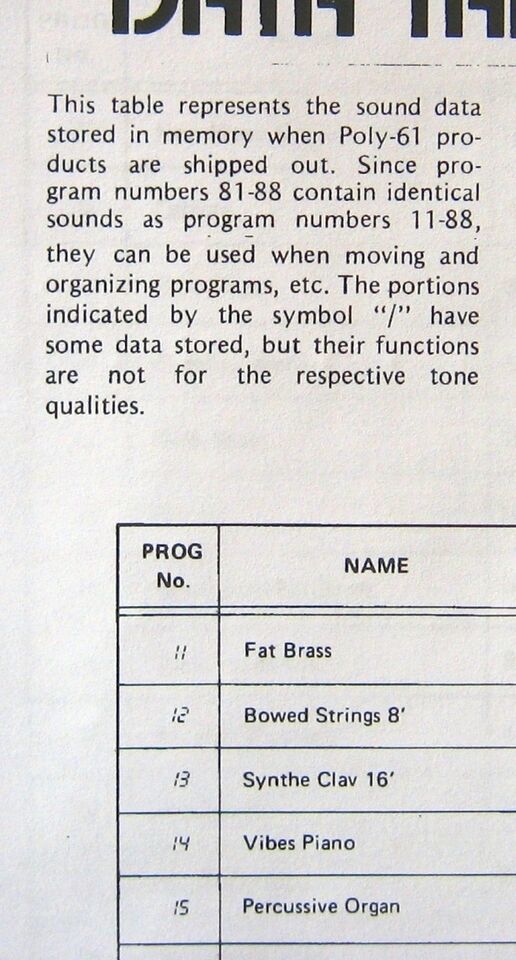 DATA TA
This table represents the sound data
stored in memory when Poly-61 pro-
ducts are shipped out. Since pro-
gram numbers 81-88 contain identical
sounds as program numbers 11-88,
they can be used when moving and
organizing programs, etc. The portions
indicated by the symbol “/” have
some data stored, but their functions
are not for the respective tone
qualities.
PROG No. NAME
11 Fat Brass
12 Bowed Strings 8′
13 Synthe Clav 16′
14 Vibes Piano
15 Percussive Organ